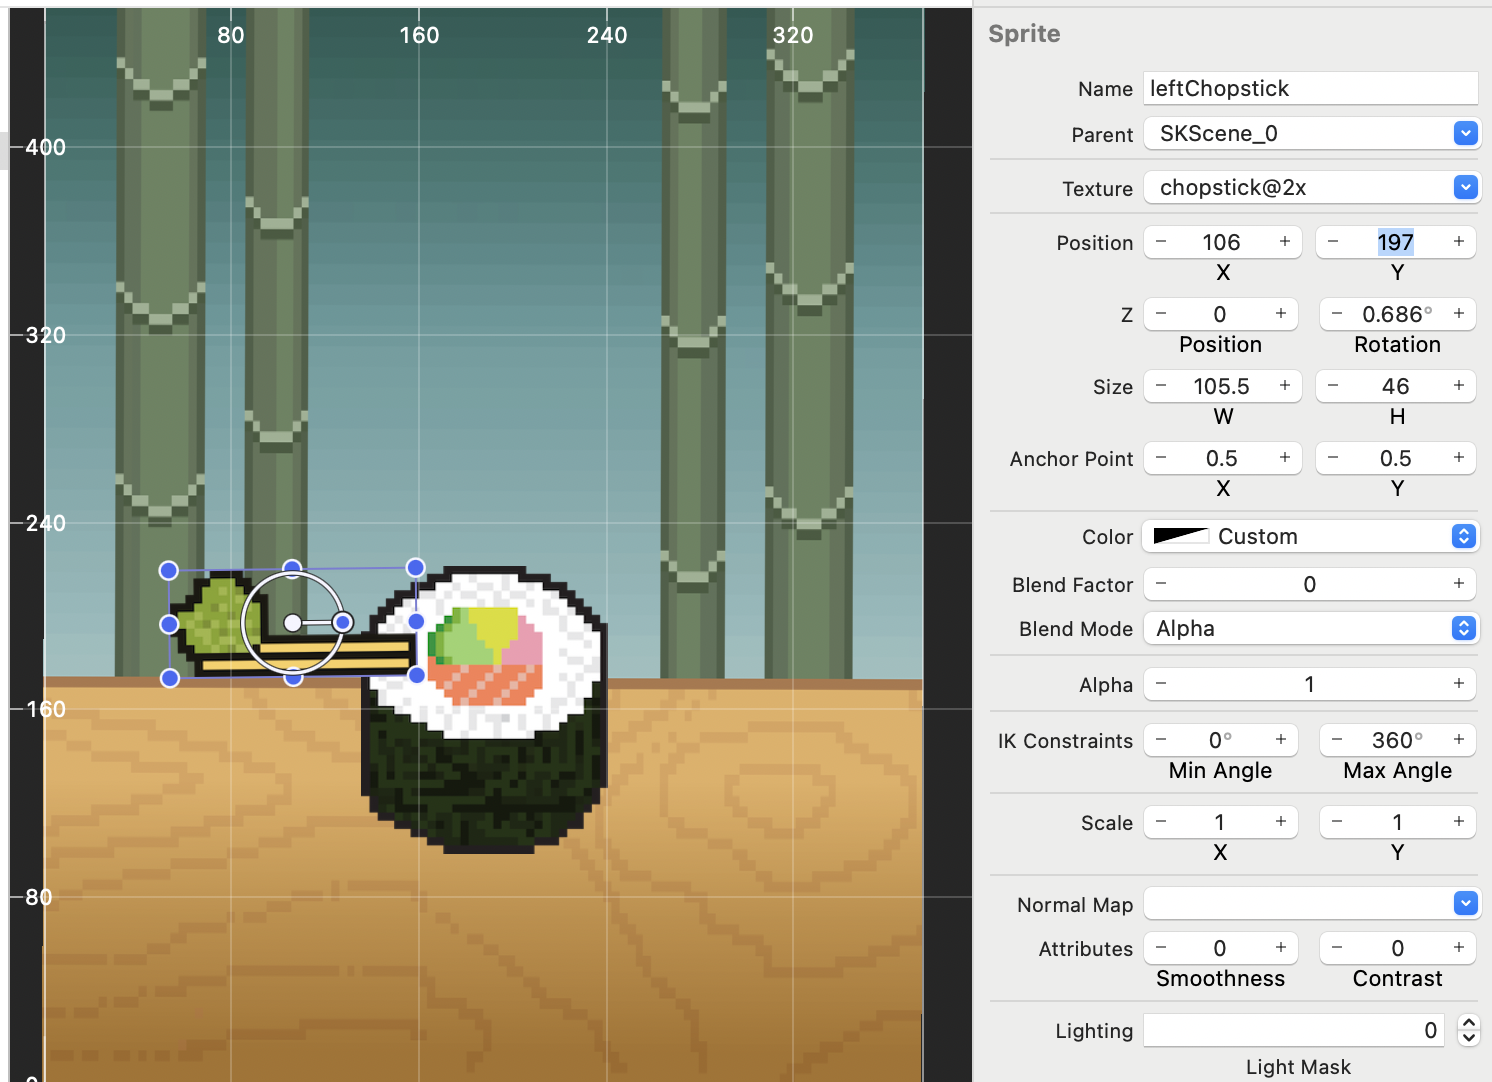 80 160 240 320
400
320
240
160
80
0
Sprite
Name leftChopstick
Parent SKScene_0
Texture chopstick@2x
Position − 106 + − 197 +
X Y
Z − 0 + − 0.686° +
Position Rotation
Size − 105.5 + − 46 +
W H
Anchor Point − 0.5 + − 0.5 +
X Y
Color Custom
Blend Factor − 0 +
Blend Mode Alpha
Alpha − 1 +
IK Constraints − 0° + − 360° +
Min Angle Max Angle
Scale − 1 + − 1 +
X Y
Normal Map
Attributes − 0 + − 0 +
Smoothness Contrast
Lighting 0
Light Mask